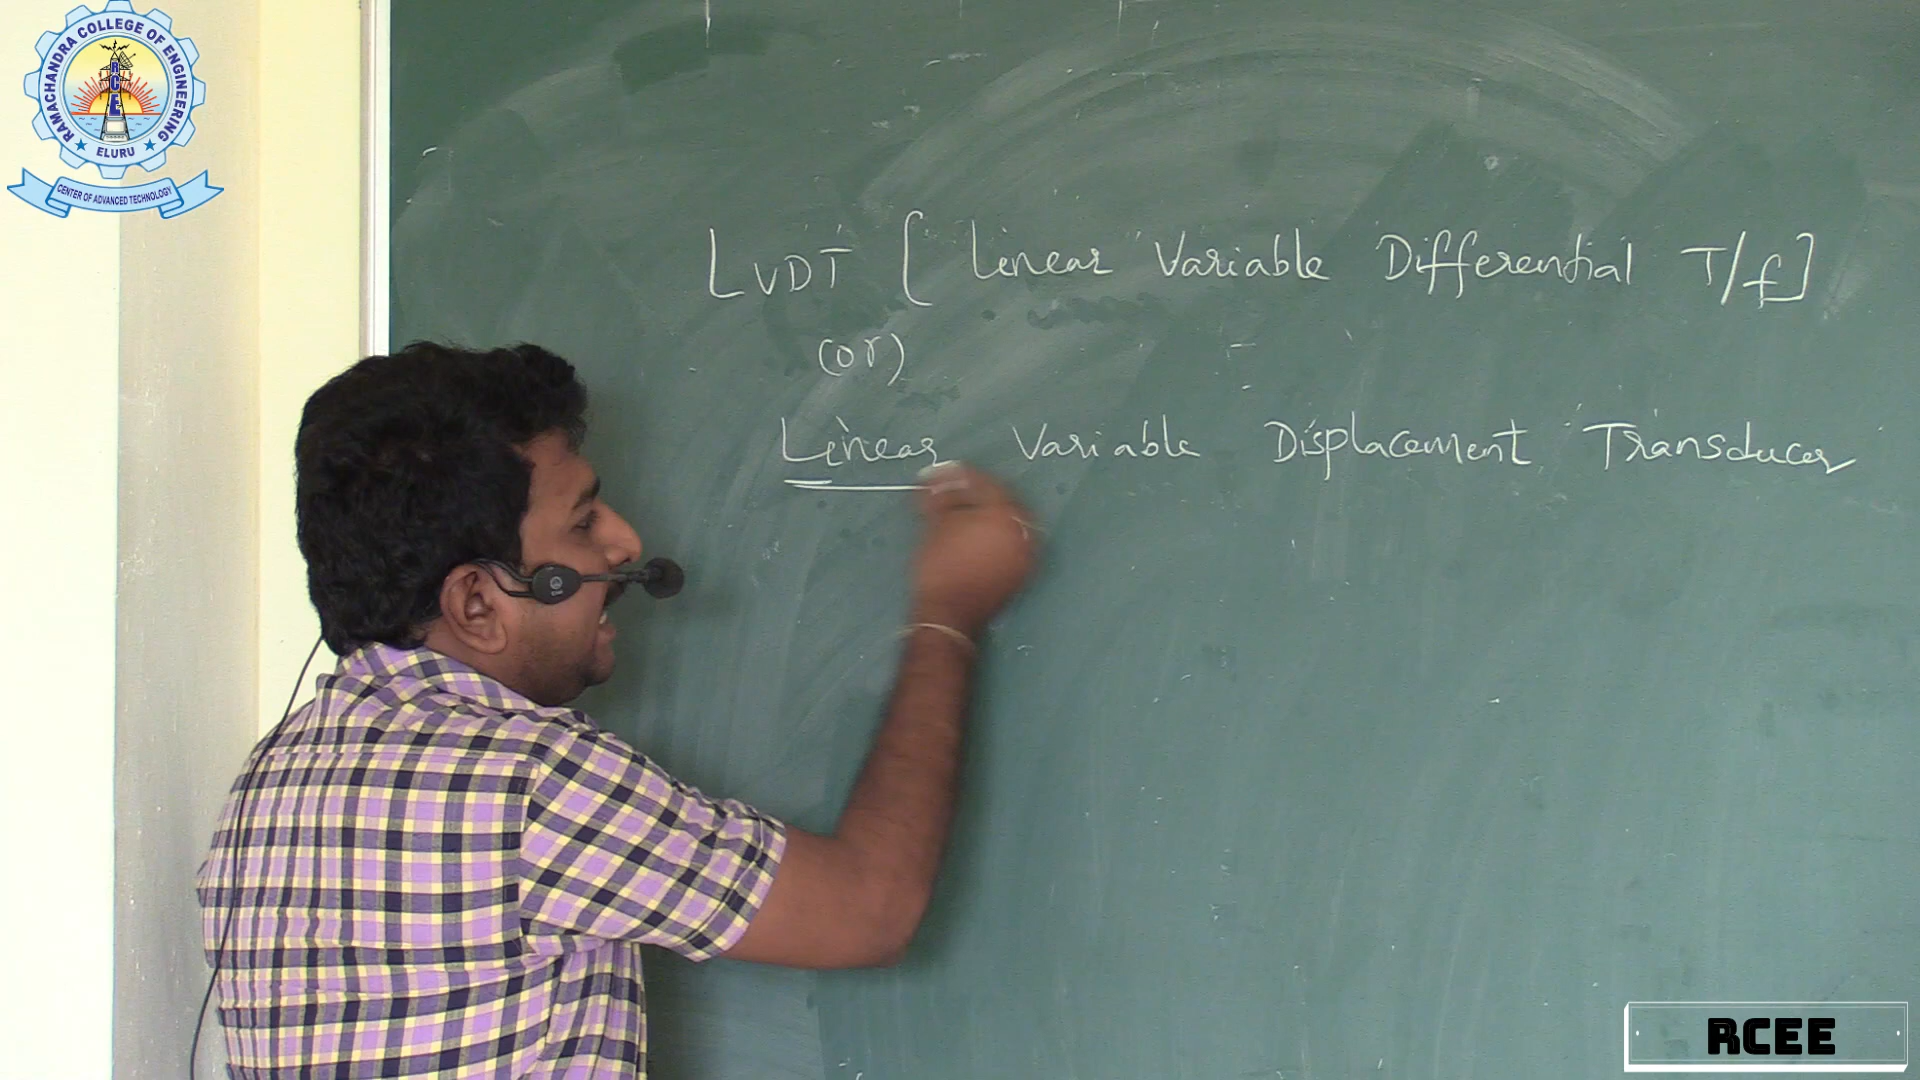 RAMACHANDRA COLLEGE OF ENGINEERING
RCE
ELURU
CENTER OF ADVANCED TECHNOLOGY
LVDT [ Linear Variable Differential T/f ]
(or)
Linear Variable Displacement Transducer
RCEE